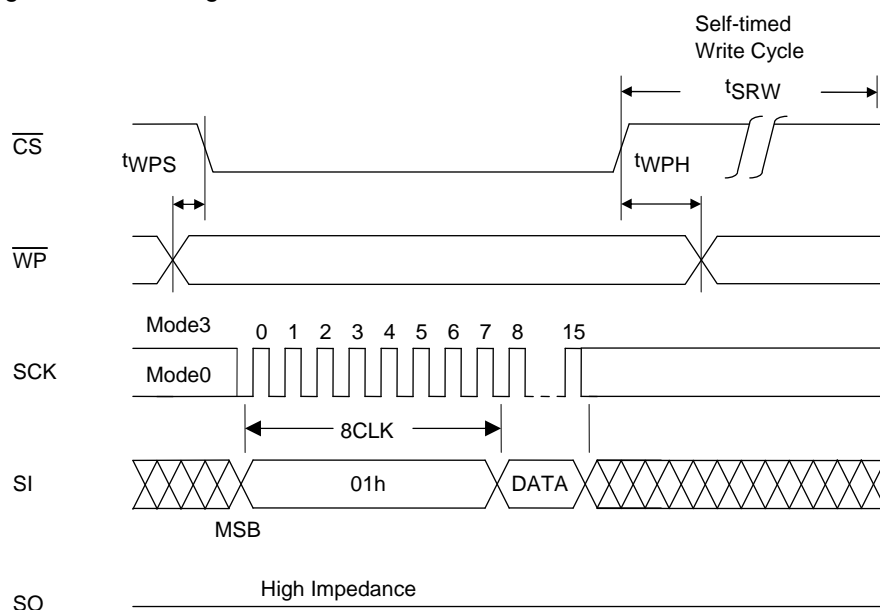 Self-timed
Write Cycle
tSRW
CS
tWPS
tWPH
WP
Mode3
0 1 2 3 4 5 6 7 8 15
SCK
Mode0
8CLK
SI
01h
DATA
MSB
High Impedance
SO